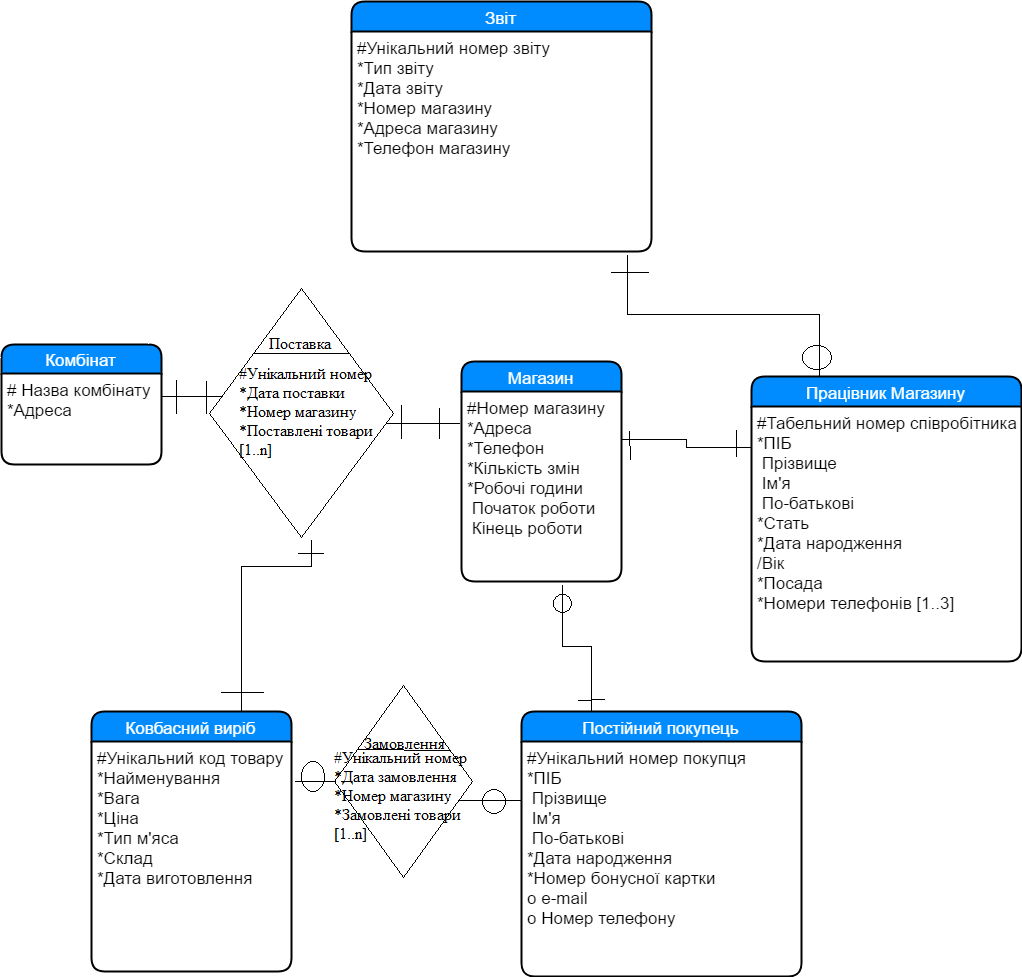 Звіт
#Унікальний номер звіту
*Тип звіту
*Дата звіту
*Номер магазину
*Адреса магазину
*Телефон магазину
Комбінат
# Назва комбінату
*Адреса
Поставка
#Унікальний номер
*Дата поставки
*Номер магазину
*Поставлені товари
[1..n]
Магазин
#Номер магазину
*Адреса
*Телефон
*Кількість змін
*Робочі години
Початок роботи
Кінець роботи
Працівник Магазину
#Табельний номер співробітника
*ПІБ
Прізвище
Ім'я
По-батькові
*Стать
*Дата народження
/Вік
*Посада
*Номери телефонів [1..3]
Ковбасний виріб
#Унікальний код товару
*Найменування
*Вага
*Ціна
*Тип м'яса
*Склад
*Дата виготовлення
Замовлення
#Унікальний номер
*Дата замовлення
*Номер магазину
*Замовлені товари
[1..n]
Постійний покупець
#Унікальний номер покупця
*ПІБ
Прізвище
Ім'я
По-батькові
*Дата народження
*Номер бонусної картки
o e-mail
o Номер телефону